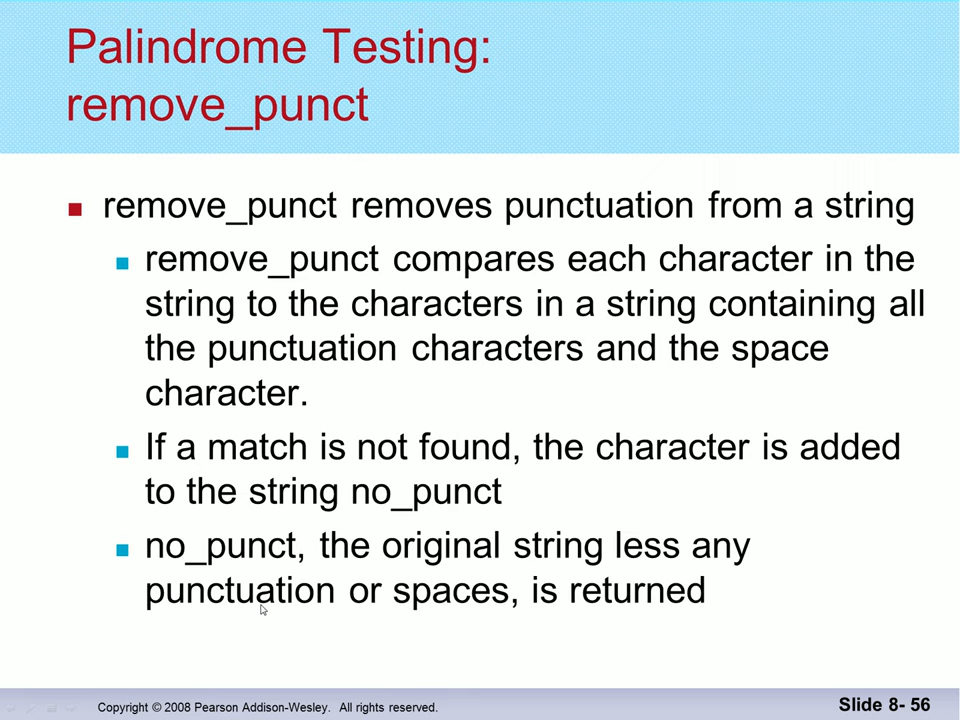 Palindrome Testing:
remove_punct
remove_punct removes punctuation from a string
remove_punct compares each character in the
string to the characters in a string containing all
the punctuation characters and the space
character.
If a match is not found, the character is added
to the string no_punct
no_punct, the original string less any
punctuation or spaces, is returned
Copyright © 2008 Pearson Addison-Wesley. All rights reserved.
Slide 8- 56